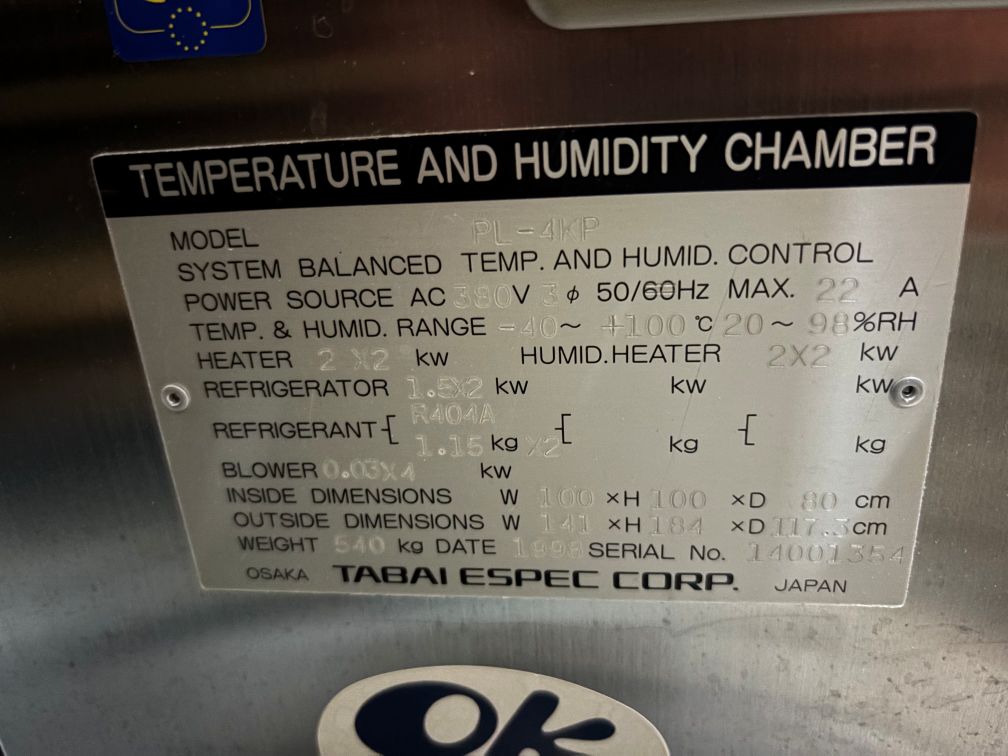 TEMPERATURE AND HUMIDITY CHAMBER
MODEL PL-4KP
SYSTEM BALANCED TEMP. AND HUMID. CONTROL
POWER SOURCE AC 380V 3 φ 50/60Hz MAX. 22 A
TEMP. & HUMID. RANGE -40~ +100 ℃ 20~ 98%RH
HEATER 2 X2 kw HUMID.HEATER 2X2 kw
REFRIGERATOR 1.5X2 kw kw kw
REFRIGERANT { R404A { {
1.15 kg X2 kg kg
BLOWER 0.03X4 kw
INSIDE DIMENSIONS W 100 ×H 100 ×D 80 cm
OUTSIDE DIMENSIONS W 141 ×H 184 ×D 117.3cm
WEIGHT 540 kg DATE 1998 SERIAL No. 14001354
OSAKA TABAI ESPEC CORP. JAPAN
OK